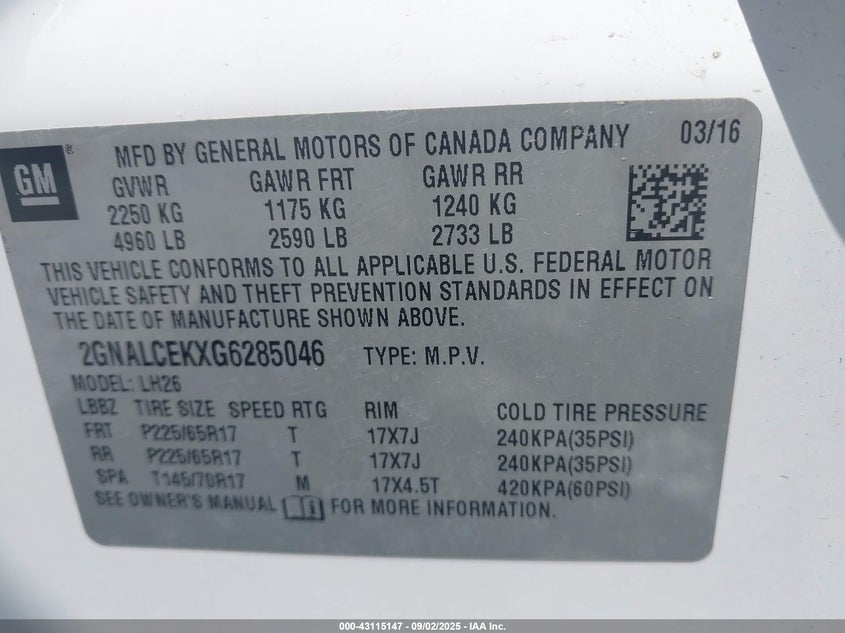 GM
®
MFD BY GENERAL MOTORS OF CANADA COMPANY 03/16
GVWR GAWR FRT GAWR RR
2250 KG 1175 KG 1240 KG
4960 LB 2590 LB 2733 LB
THIS VEHICLE CONFORMS TO ALL APPLICABLE U.S. FEDERAL MOTOR
VEHICLE SAFETY AND THEFT PREVENTION STANDARDS IN EFFECT ON
THE DATE OF MANUFACTURE SHOWN ABOVE.
2GNALCEKXG6285046 TYPE: M.P.V.
MODEL: LH26
LBBZ TIRE SIZE SPEED RTG RIM COLD TIRE PRESSURE
FRT P225/65R17 T 17X7J 240KPA(35PSI)
RR P225/65R17 T 17X7J 240KPA(35PSI)
SPA T145/70R17 M 17X4.5T 420KPA(60PSI)
SEE OWNER'S MANUAL i FOR MORE INFORMATION.
000-43115147 - 09/02/2025 - IAA Inc.